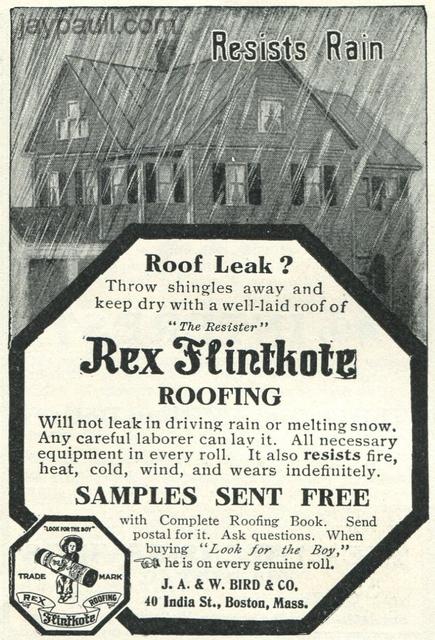 jaypaull.com
Resists Rain
Roof Leak?
Throw shingles away and
keep dry with a well-laid roof of
"The Resister"
Rex Flintkote
ROOFING
Will not leak in driving rain or melting snow.
Any careful laborer can lay it. All necessary
equipment in every roll. It also resists fire,
heat, cold, wind, and wears indefinitely.
SAMPLES SENT FREE
with Complete Roofing Book. Send
postal for it. Ask questions. When
buying "Look for the Boy,"
☞ he is on every genuine roll.
J. A. & W. BIRD & CO.
40 India St., Boston, Mass.
"LOOK FOR THE BOY"
TRADE MARK
REX ROOFING
Flintkote